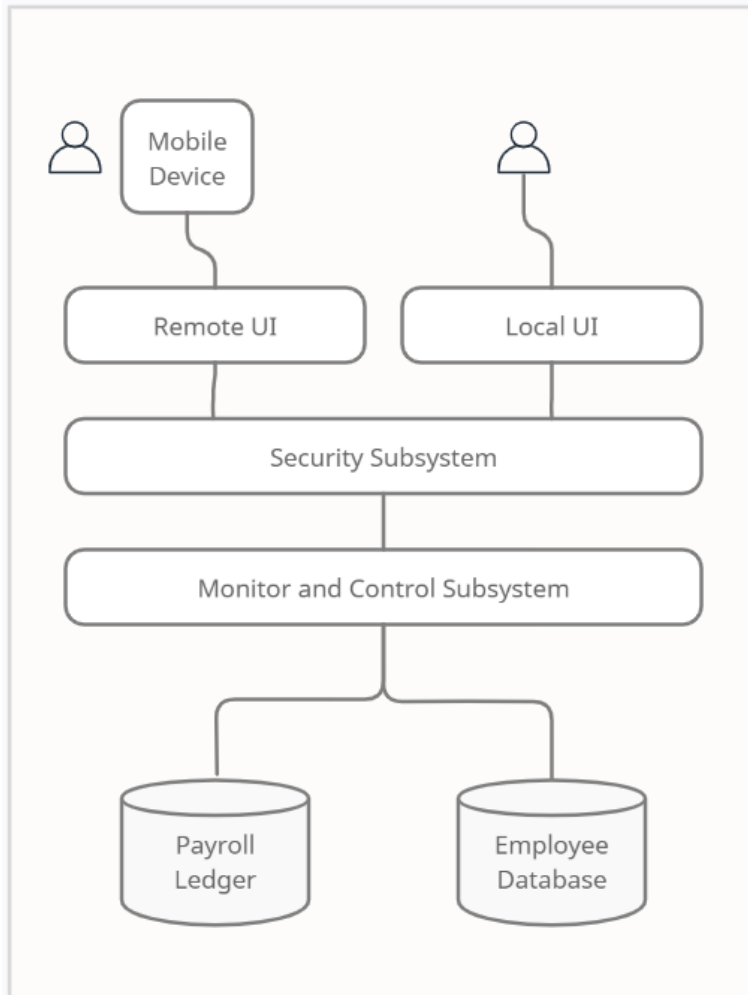 Mobile
Device
Remote UI
Local UI
Security Subsystem
Monitor and Control Subsystem
Payroll
Ledger
Employee
Database